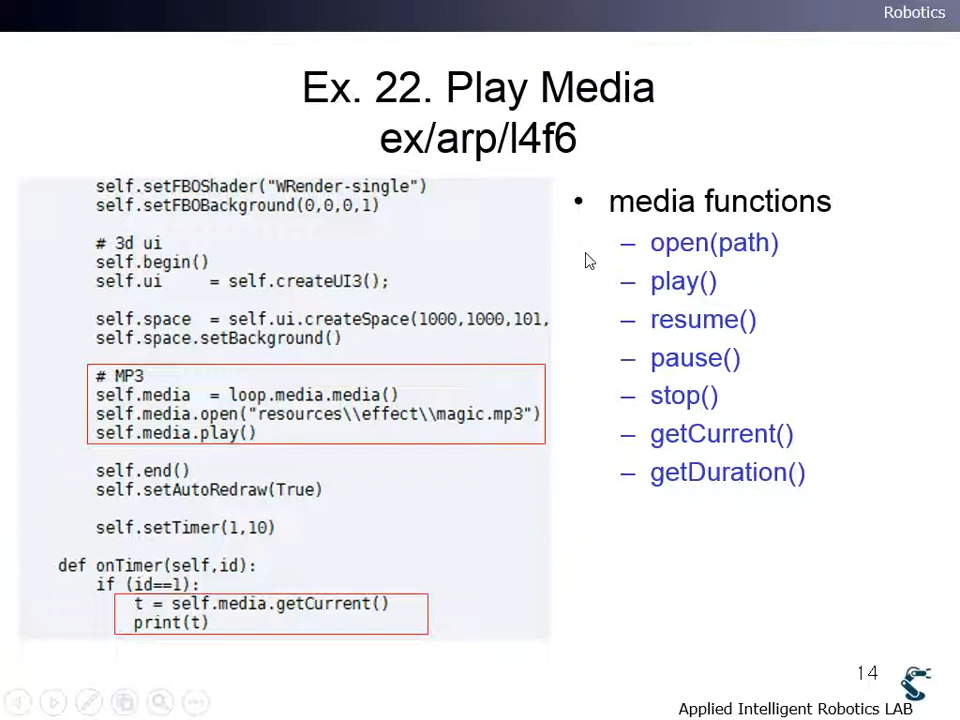 Robotics
Ex. 22. Play Media
ex/arp/l4f6
self.setFBOShader("WRender-single")
self.setFBOBackground(0,0,0,1)
# 3d ui
self.begin()
self.ui     = self.createUI3();
self.space  = self.ui.createSpace(1000,1000,101,
self.space.setBackground()
# MP3
self.media  = loop.media.media()
self.media.open("resources\\effect\\magic.mp3")
self.media.play()
self.end()
self.setAutoRedraw(True)
self.setTimer(1,10)
def onTimer(self,id):
if (id==1):
t = self.media.getCurrent()
print(t)
• media functions
– open(path)
– play()
– resume()
– pause()
– stop()
– getCurrent()
– getDuration()
14
Applied Intelligent Robotics LAB